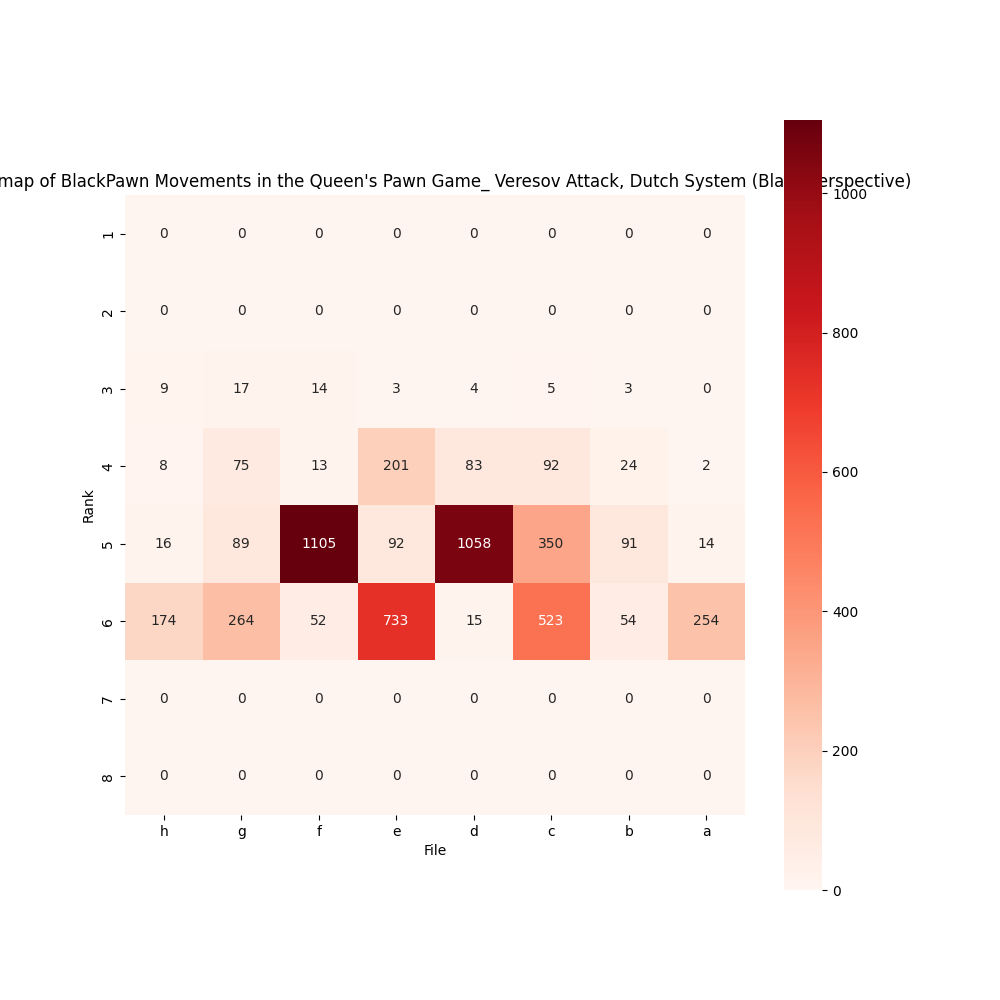 map of BlackPawn Movements in the Queen's Pawn Game_ Veresov Attack, Dutch System (Bla erspective)
1000
1 0 0 0 0 0 0 0 0
2 0 0 0 0 0 0 0 0
800
3 9 17 14 3 4 5 3 0
600
4 8 75 13 201 83 92 24 2
Rank
5 16 89 1105 92 1058 350 91 14
400
6 174 264 52 733 15 523 54 254
7 0 0 0 0 0 0 0 0
200
8 0 0 0 0 0 0 0 0
h g f e d c b a
File
0